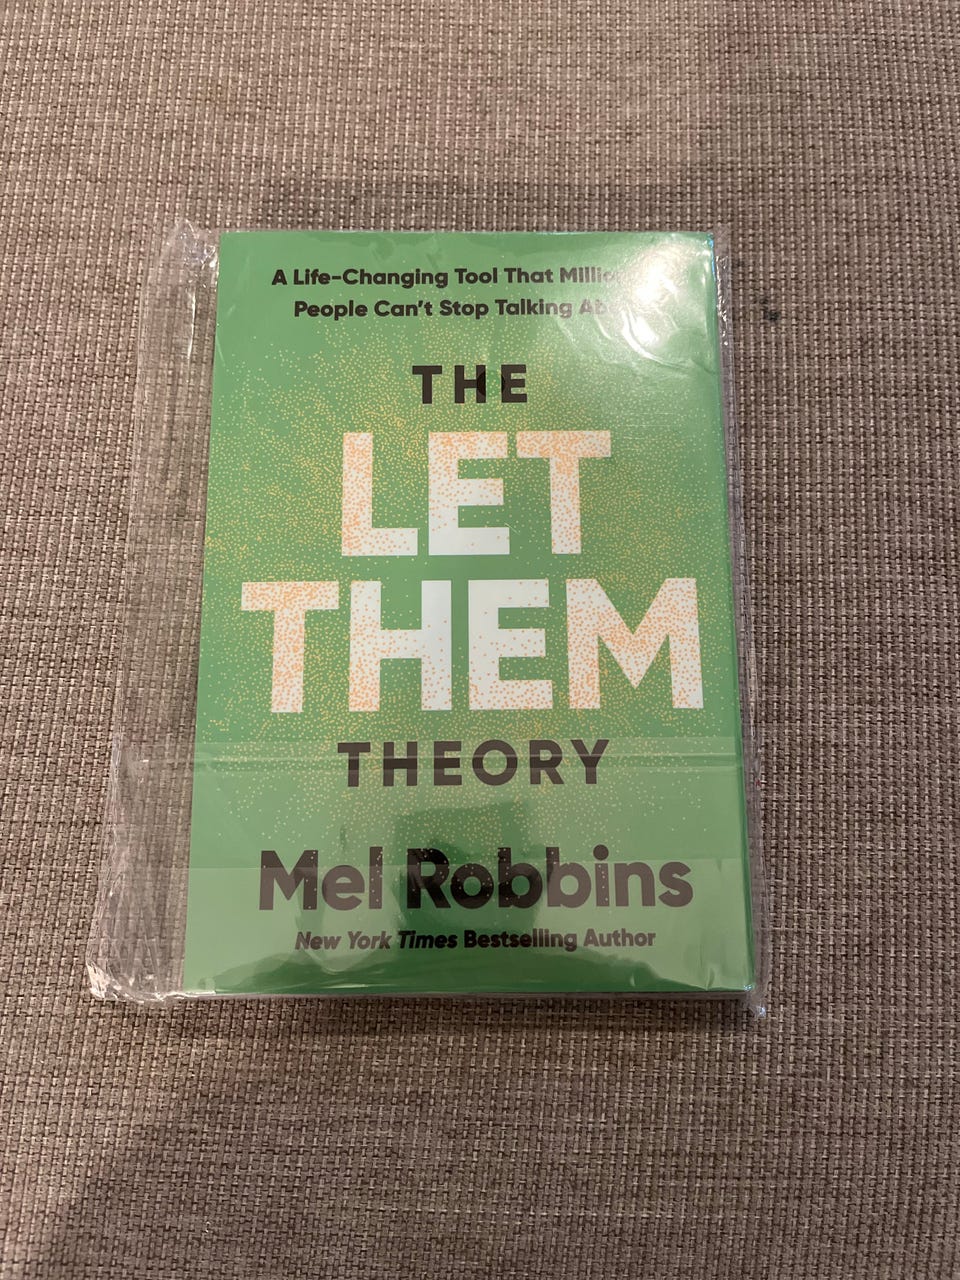 A Life-Changing Tool That
People Can't Stop Talking
THE
LET
THEM
THEORY
Mel Robbins
New York Times Bestselling Author